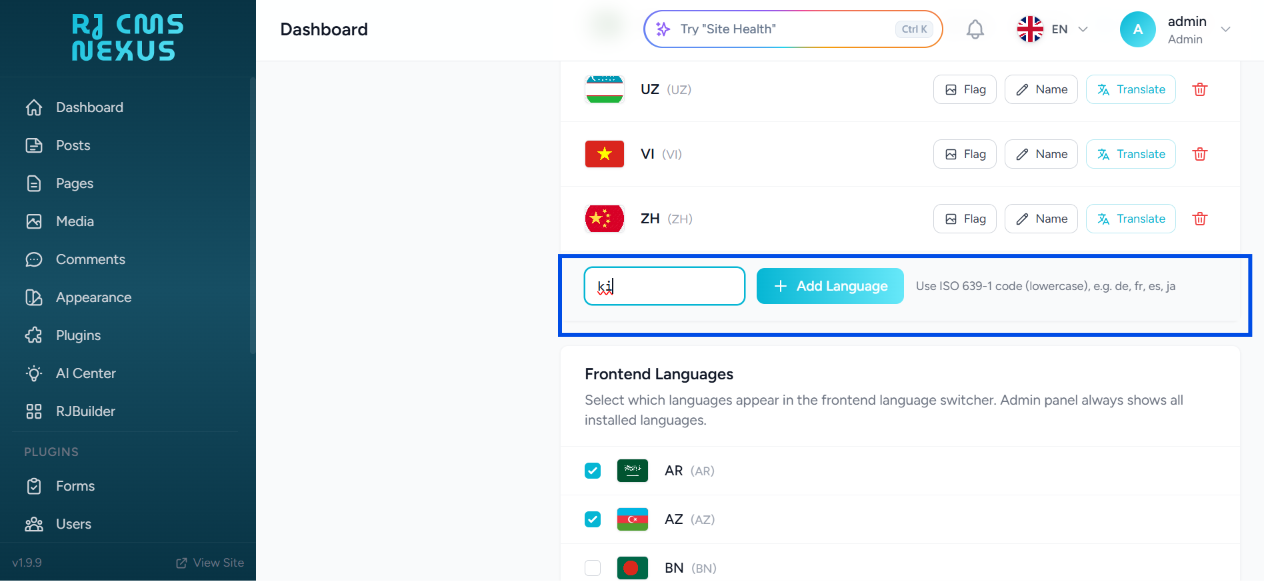 RJ CMS
NEXUS
Dashboard
Try "Site Health"
Ctrl K
EN
A
admin
Admin
Dashboard
Posts
Pages
Media
Comments
Appearance
Plugins
AI Center
RJBuilder
PLUGINS
Forms
Users
v1.9.9
View Site
UZ (UZ)
Flag
Name
Translate
VI (VI)
Flag
Name
Translate
ZH (ZH)
Flag
Name
Translate
ki
+ Add Language
Use ISO 639-1 code (lowercase), e.g. de, fr, es, ja
Frontend Languages
Select which languages appear in the frontend language switcher. Admin panel always shows all
installed languages.
AR (AR)
AZ (AZ)
BN (BN)